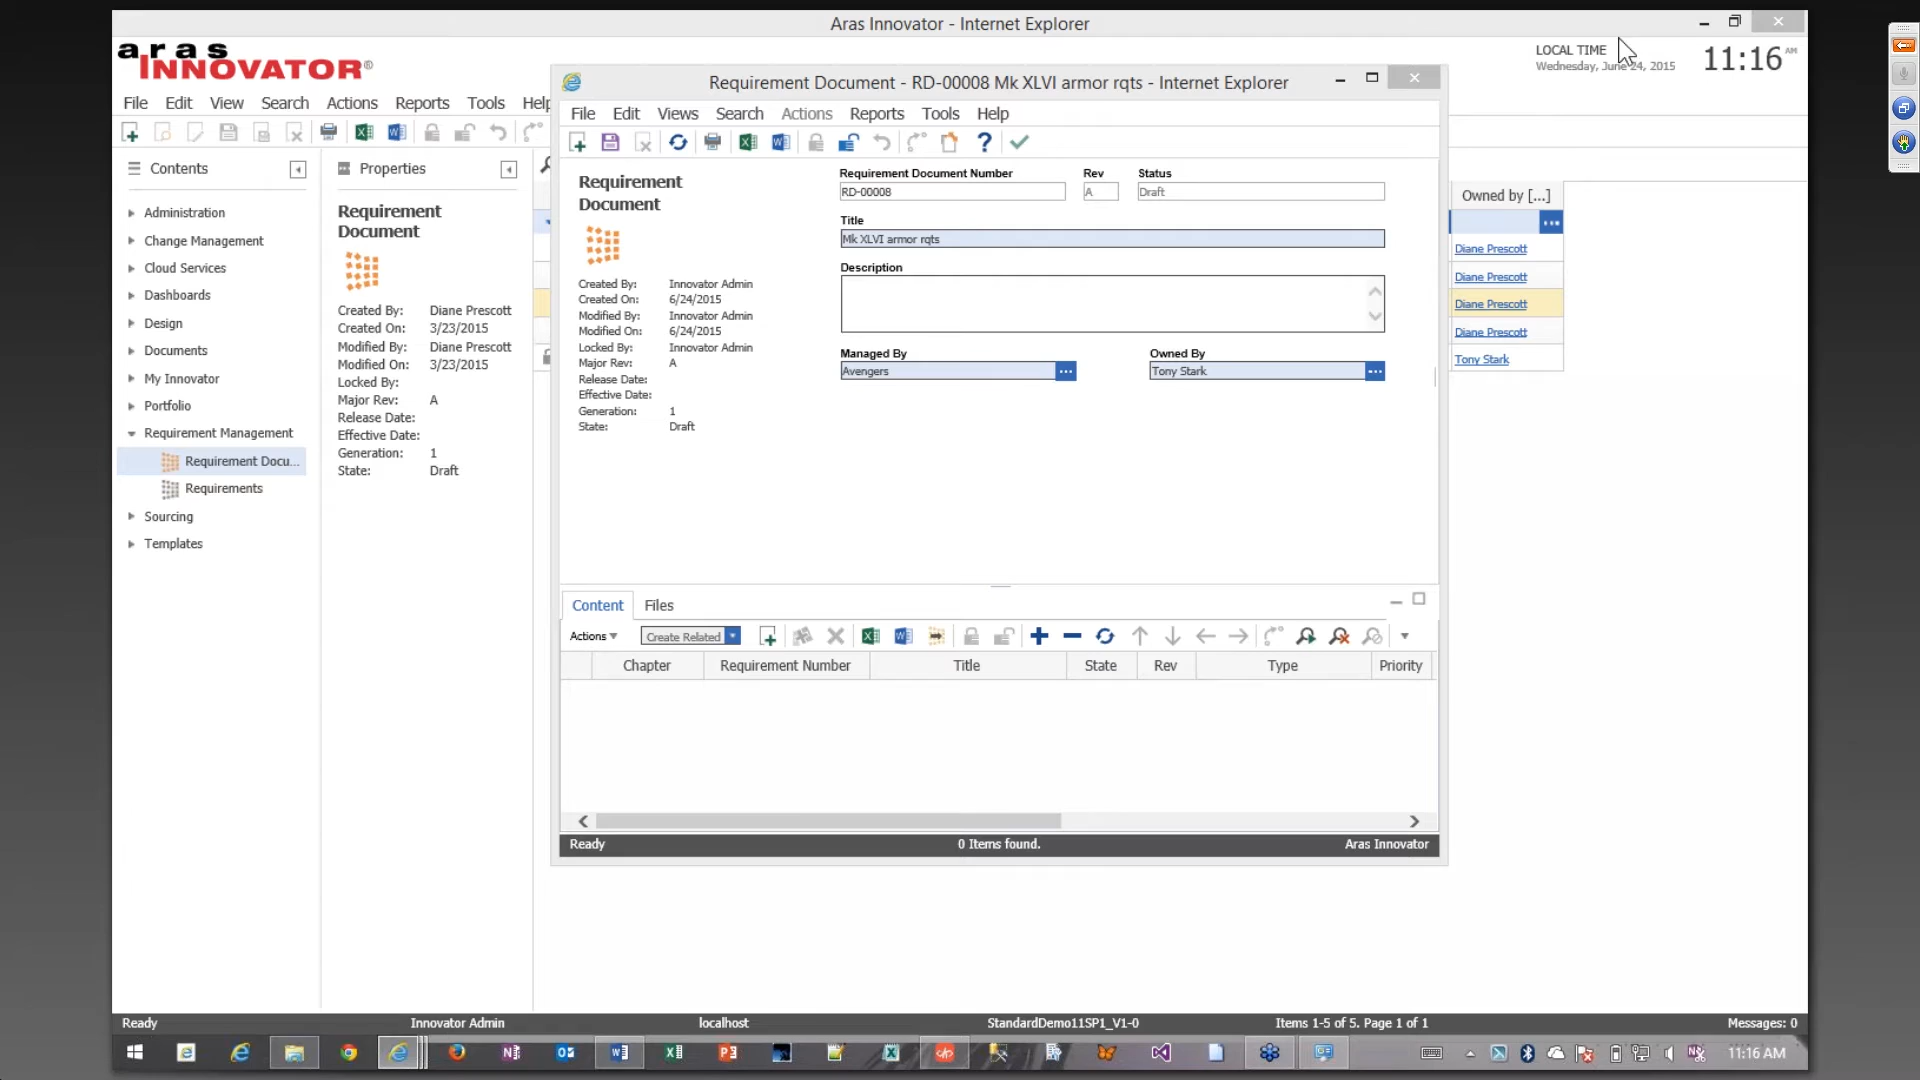 Aras Innovator - Internet Explorer
aras
INNOVATOR®
LOCAL TIME
Wednesday, June 24, 2015
11:16 AM
File Edit View Search Actions Reports Tools Help
Contents
Administration
Change Management
Cloud Services
Dashboards
Design
Documents
My Innovator
Portfolio
Requirement Management
Requirement Docu...
Requirements
Sourcing
Templates
Properties
Requirement
Document
Created By: Diane Prescott
Created On: 3/23/2015
Modified By: Diane Prescott
Modified On: 3/23/2015
Locked By:
Major Rev: A
Release Date:
Effective Date:
Generation: 1
State: Draft
Requirement Document - RD-00008 Mk XLVI armor rqts - Internet Explorer
File Edit Views Search Actions Reports Tools Help
Requirement
Document
Created By: Innovator Admin
Created On: 6/24/2015
Modified By: Innovator Admin
Modified On: 6/24/2015
Locked By: Innovator Admin
Major Rev: A
Release Date:
Effective Date:
Generation: 1
State: Draft
Requirement Document Number Rev Status
RD-00008 A Draft
Title
Mk XLVI armor rqts
Description
Managed By Owned By
Avengers ... Tony Stark ...
Content Files
Actions Create Related
Chapter Requirement Number Title State Rev Type Priority
Ready 0 Items found. Aras Innovator
Owned by [...]
...
Diane Prescott
Diane Prescott
Diane Prescott
Diane Prescott
Tony Stark
Ready Innovator Admin localhost StandardDemo11SP1_V1-0 Items 1-5 of 5. Page 1 of 1 Messages: 0
11:16 AM